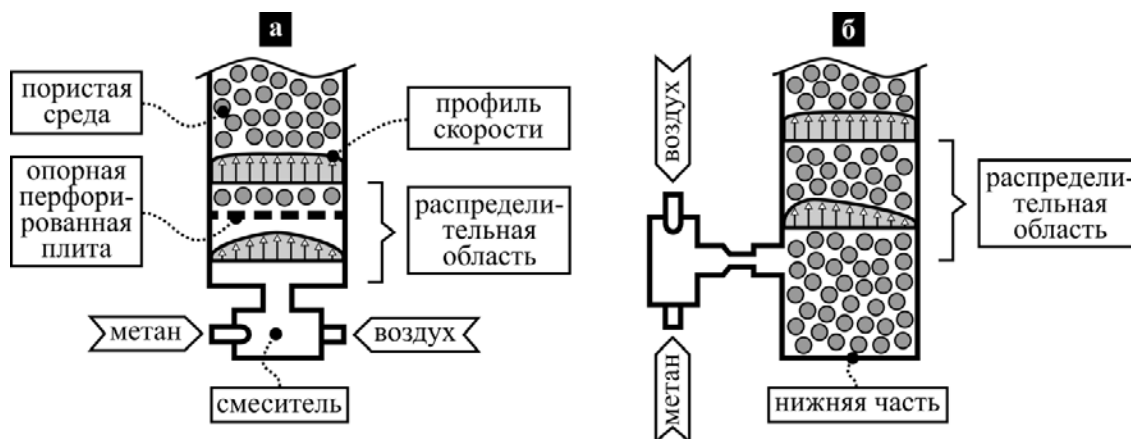 а
пористая
среда
опорная
перфори-
рованная
плита
профиль
скорости
распредели-
тельная
область
метан
воздух
смеситель
б
воздух
метан
распредели-
тельная
область
нижняя часть